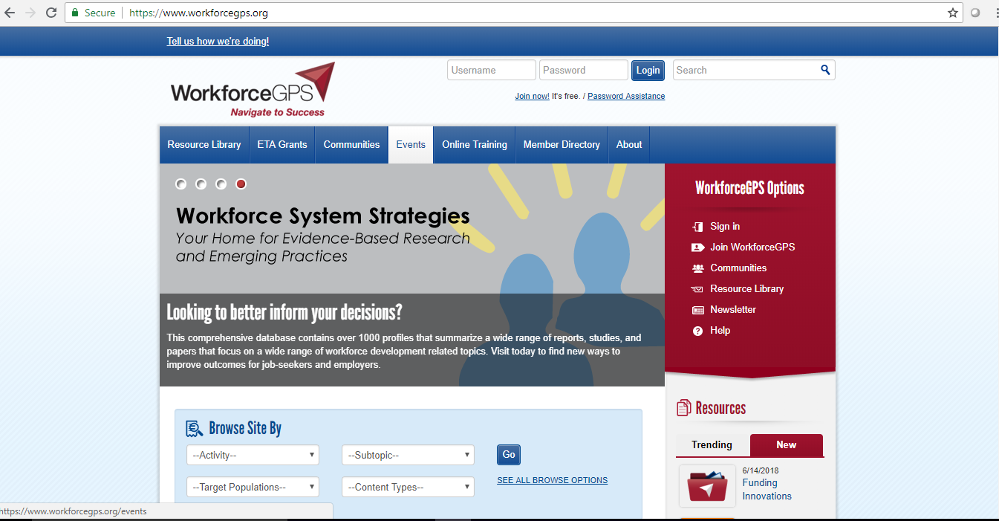 Secure
https://www.workforcegps.org
Tell us how we're doing!
WorkforceGPS
Navigate to Success
Username
Password
Login
Search
Join now! It's free. / Password Assistance
Resource Library
ETA Grants
Communities
Events
Online Training
Member Directory
About
Workforce System Strategies
Your Home for Evidence-Based Research
and Emerging Practices
Looking to better inform your decisions?
This comprehensive database contains over 1000 profiles that summarize a wide range of reports, studies, and
papers that focus on a wide range of workforce development related topics. Visit today to find new ways to
improve outcomes for job-seekers and employers.
WorkforceGPS Options
Sign in
Join WorkforceGPS
Communities
Resource Library
Newsletter
Help
Browse Site By
--Activity--
--Subtopic--
Go
--Target Populations--
--Content Types--
SEE ALL BROWSE OPTIONS
Resources
Trending
New
6/14/2018
Funding
Innovations
https://www.workforcegps.org/events